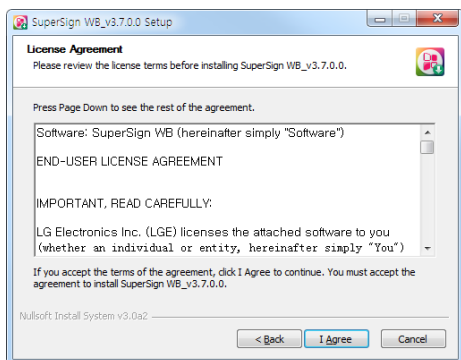 SuperSign WB_v3.7.0.0 Setup
License Agreement
Please review the license terms before installing SuperSign WB_v3.7.0.0.
Press Page Down to see the rest of the agreement.
Software: SuperSign WB (hereinafter simply "Software")
END-USER LICENSE AGREEMENT
IMPORTANT, READ CAREFULLY:
LG Electronics Inc. (LGE) licenses the attached software to you
(whether an individual or entity, hereinafter simply "You")
If you accept the terms of the agreement, click I Agree to continue. You must accept the
agreement to install SuperSign WB_v3.7.0.0.
Nullsoft Install System v3.0a2
< Back I Agree Cancel